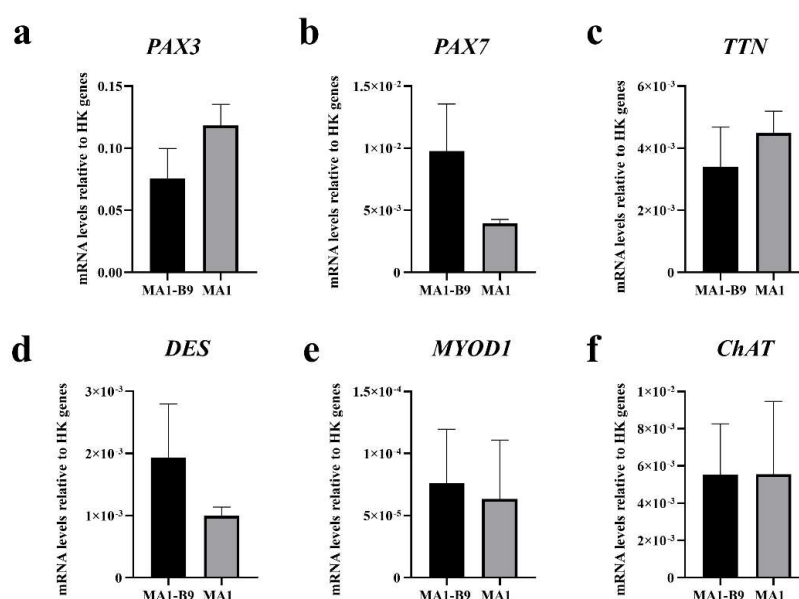 a
PAX3
mRNA levels relative to HK genes
0.15
0.10
0.05
0.00
MA1-B9 MA1
b
PAX7
mRNA levels relative to HK genes
1.5×10⁻²
1×10⁻²
5×10⁻³
0
MA1-B9 MA1
c
TTN
mRNA levels relative to HK genes
6×10⁻³
4×10⁻³
2×10⁻³
0
MA1-B9 MA1
d
DES
mRNA levels relative to HK genes
3×10⁻³
2×10⁻³
1×10⁻³
0
MA1-B9 MA1
e
MYOD1
mRNA levels relative to HK genes
1.5×10⁻⁴
1×10⁻⁴
5×10⁻⁵
0
MA1-B9 MA1
f
ChAT
mRNA levels relative to HK genes
1×10⁻²
8×10⁻³
6×10⁻³
4×10⁻³
2×10⁻³
0
MA1-B9 MA1